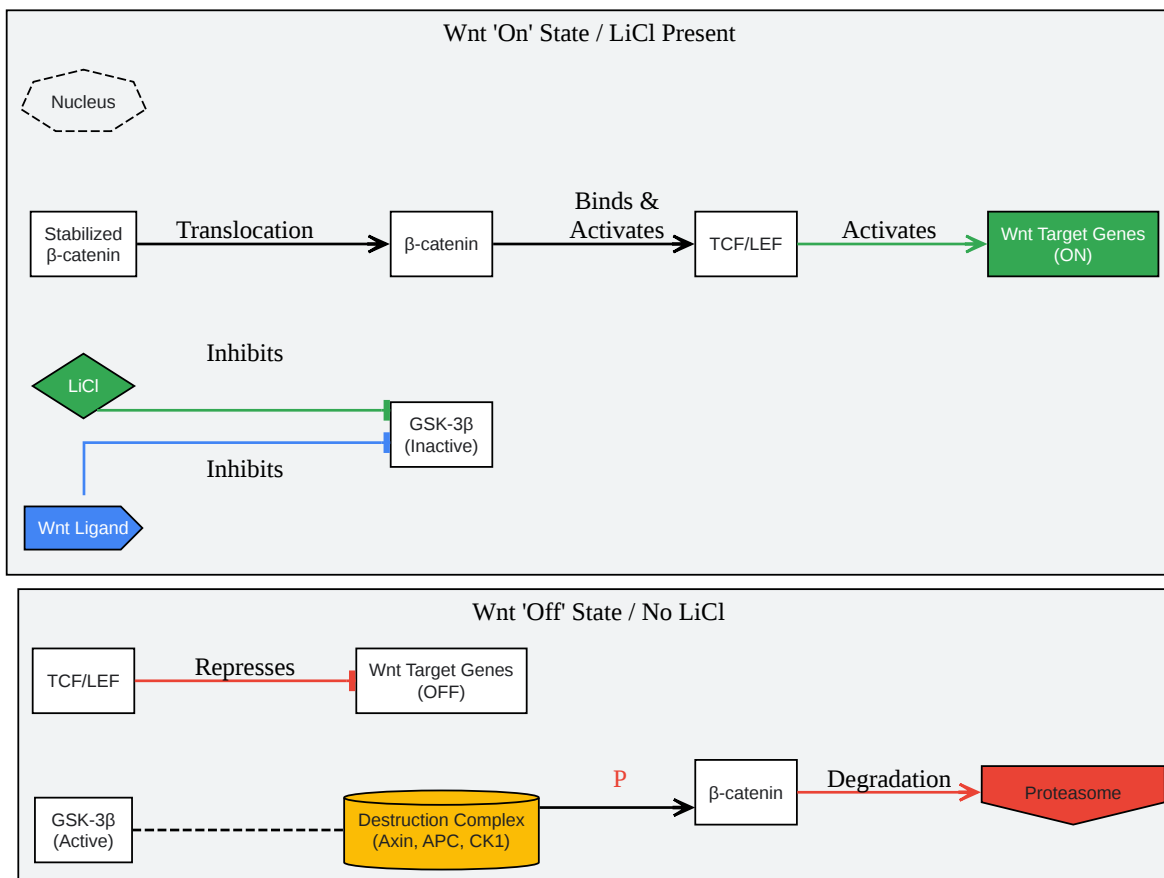 Wnt 'On' State / LiCl Present
Nucleus
Stabilized
β-catenin
Translocation
β-catenin
Binds &
Activates
TCF/LEF
Activates
Wnt Target Genes
(ON)
Inhibits
LiCl
GSK-3β
(Inactive)
Inhibits
Wnt Ligand
Wnt 'Off' State / No LiCl
TCF/LEF
Represses
Wnt Target Genes
(OFF)
GSK-3β
(Active)
Destruction Complex
(Axin, APC, CK1)
P
β-catenin
Degradation
Proteasome